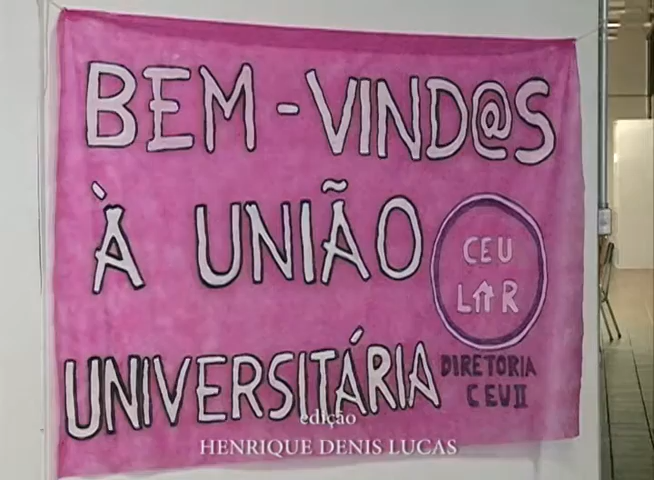 BEM-VIND@S
À UNIÃO
UNIVERSITÁRIA
CEU
LAR
DIRETORIA
CEU II
edição
HENRIQUE DENIS LUCAS